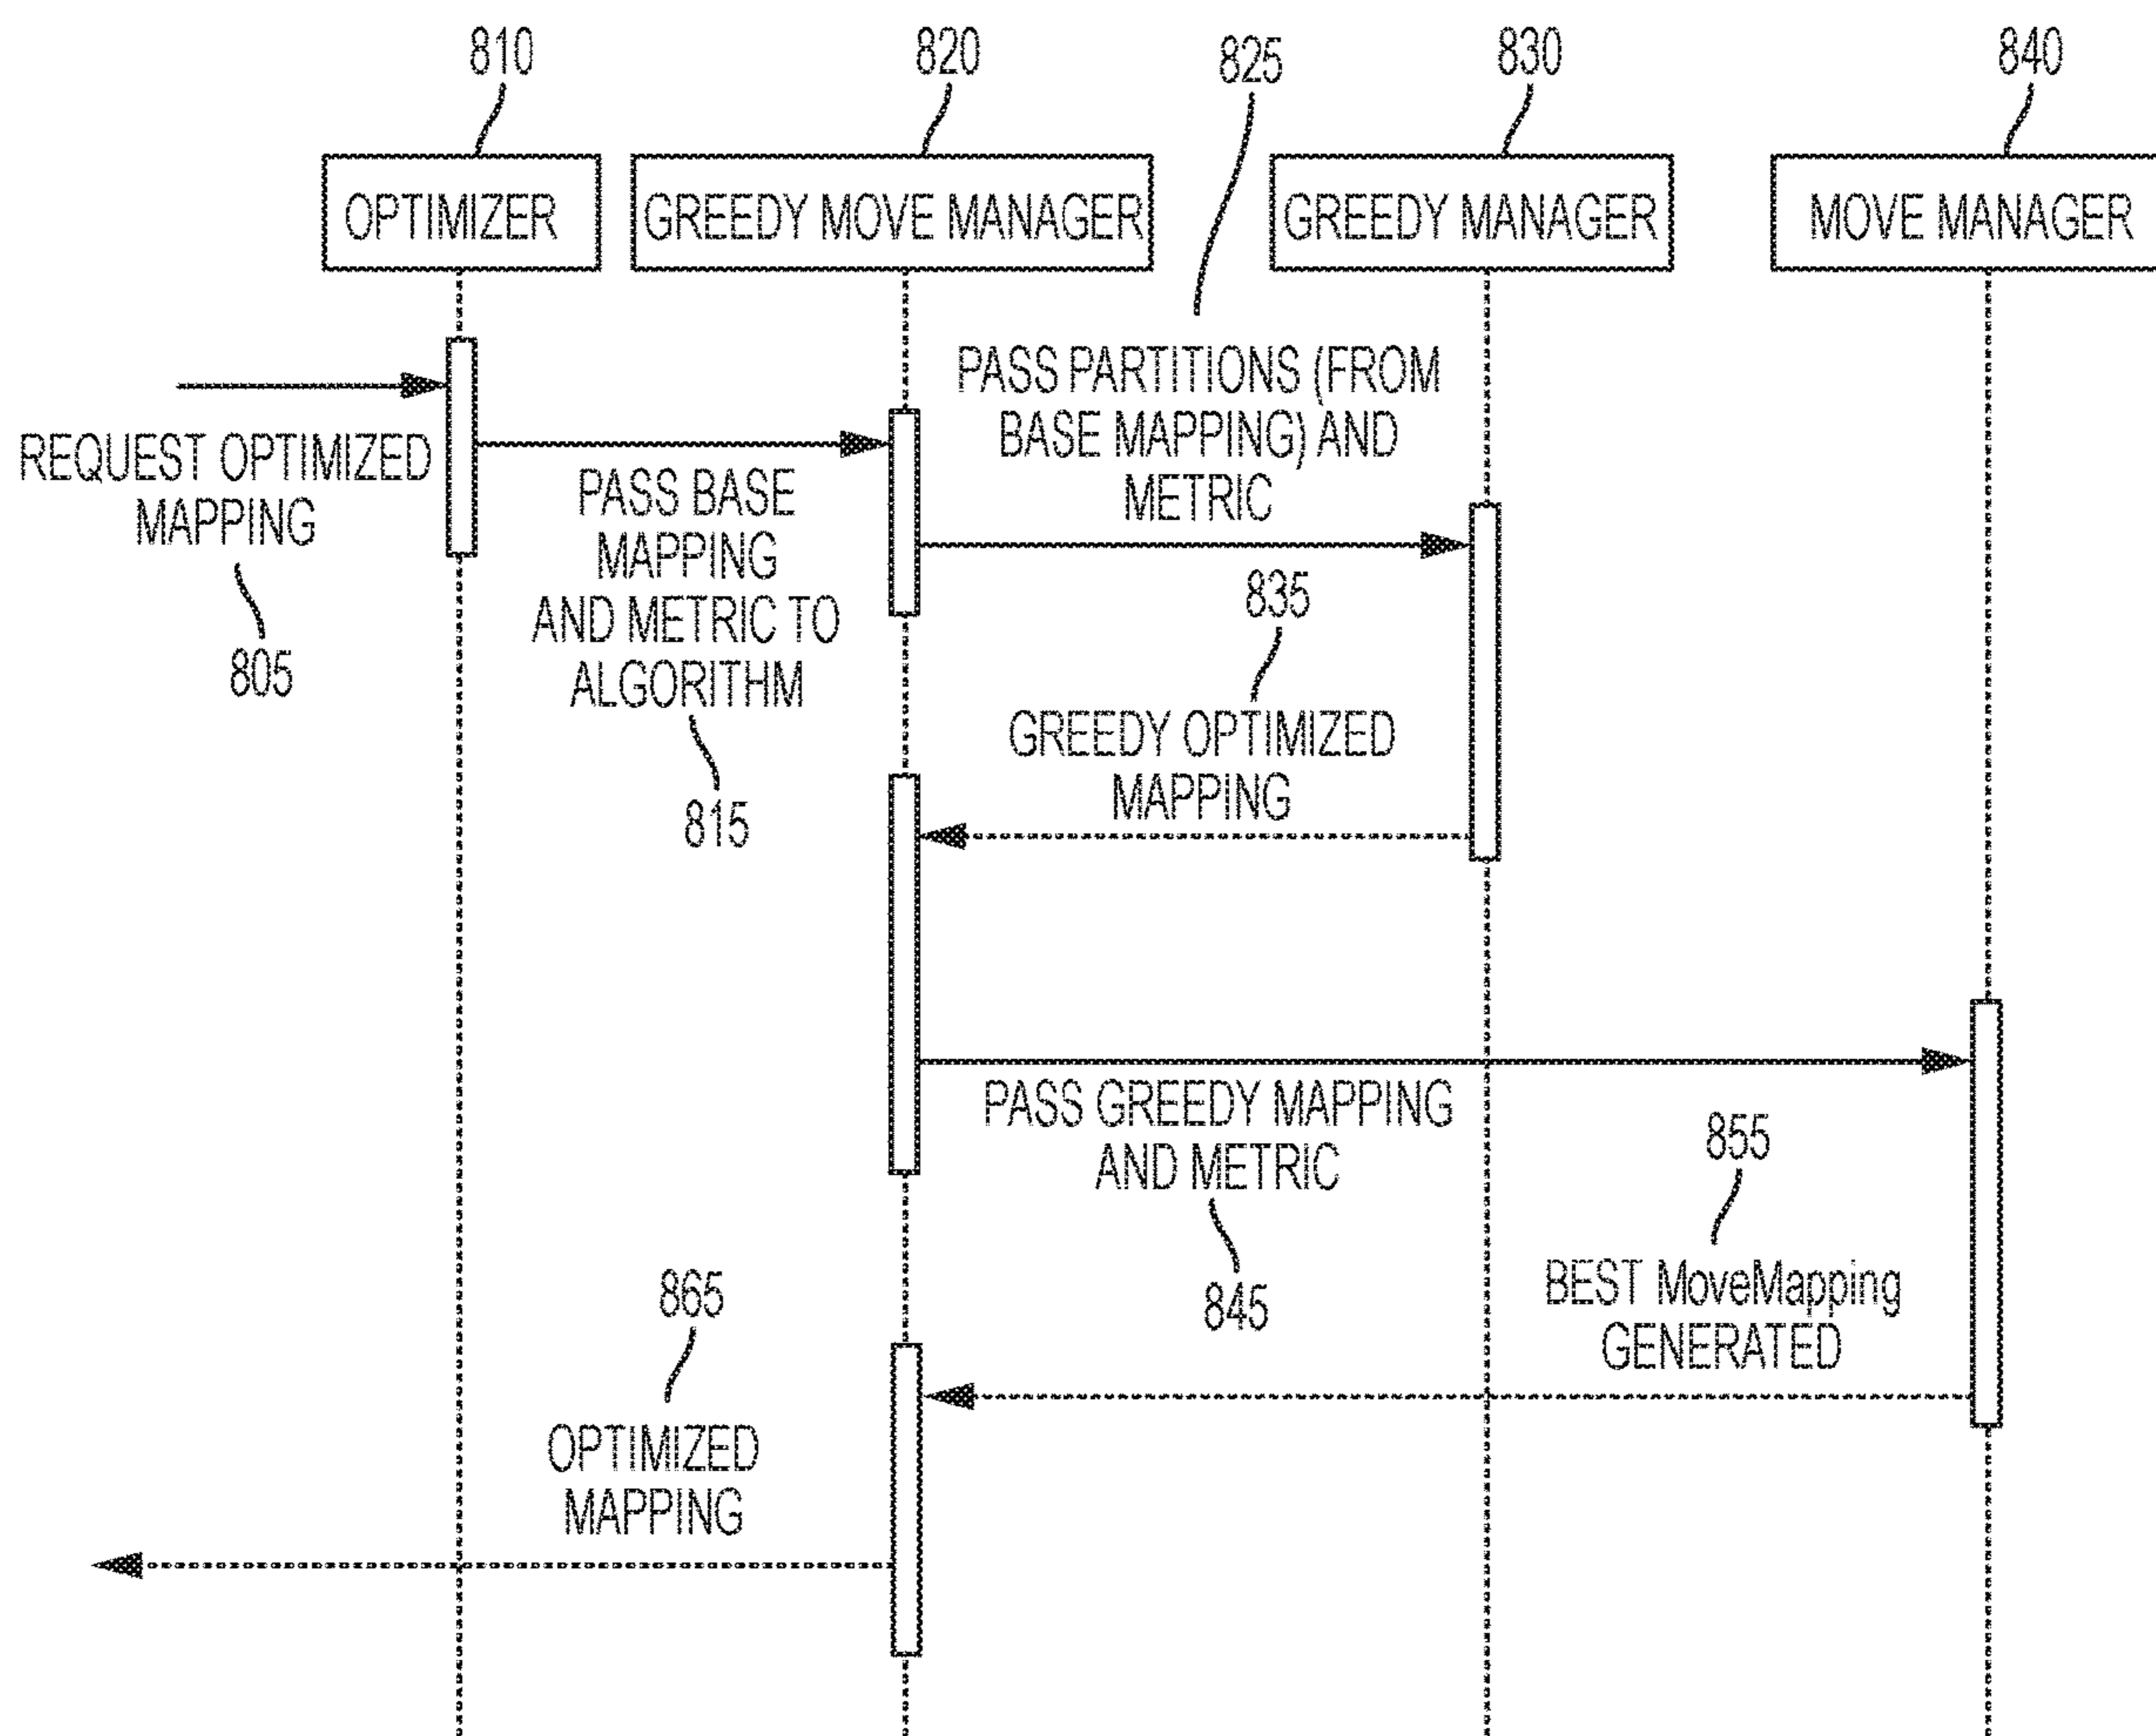 810
820
825
830
840
OPTIMIZER
GREEDY MOVE MANAGER
GREEDY MANAGER
MOVE MANAGER
REQUEST OPTIMIZED
MAPPING
805
PASS BASE
MAPPING
AND METRIC TO
ALGORITHM
815
PASS PARTITIONS (FROM
BASE MAPPING) AND
METRIC
835
GREEDY OPTIMIZED
MAPPING
PASS GREEDY MAPPING
AND METRIC
845
855
BEST MoveMapping
GENERATED
865
OPTIMIZED
MAPPING